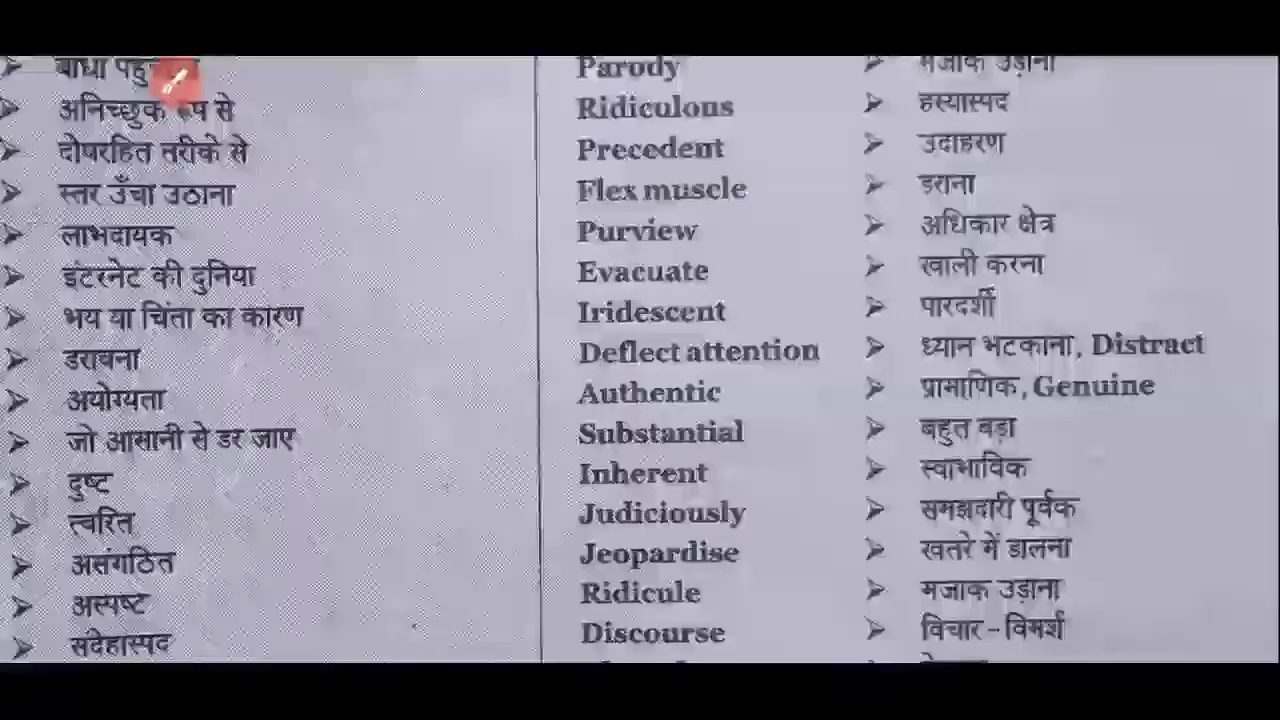 बाधा
अनिच्छुक रूप से
दोषरहित तरीके से
स्तर उँचा उठाना
लाभदायक
इंटरनेट की दुनिया
भय या चिंता का कारण
डरावना
अयोग्यता
जो आसानी से डर जाए
दुष्ट
त्वरित
असंगठित
अस्पष्ट
संदेहास्पद
Parody ➤ मजाक उड़ाना
Ridiculous ➤ हस्यास्पद
Precedent ➤ उदाहरण
Flex muscle ➤ डराना
Purview ➤ अधिकार क्षेत्र
Evacuate ➤ खाली करना
Iridescent ➤ पारदर्शी
Deflect attention ➤ ध्यान भटकाना, Distract
Authentic ➤ प्रामाणिक, Genuine
Substantial ➤ बहुत बड़ा
Inherent ➤ स्वाभाविक
Judiciously ➤ समझदारी पूर्वक
Jeopardise ➤ खतरे में डालना
Ridicule ➤ मजाक उड़ाना
Discourse ➤ विचार - विमर्श